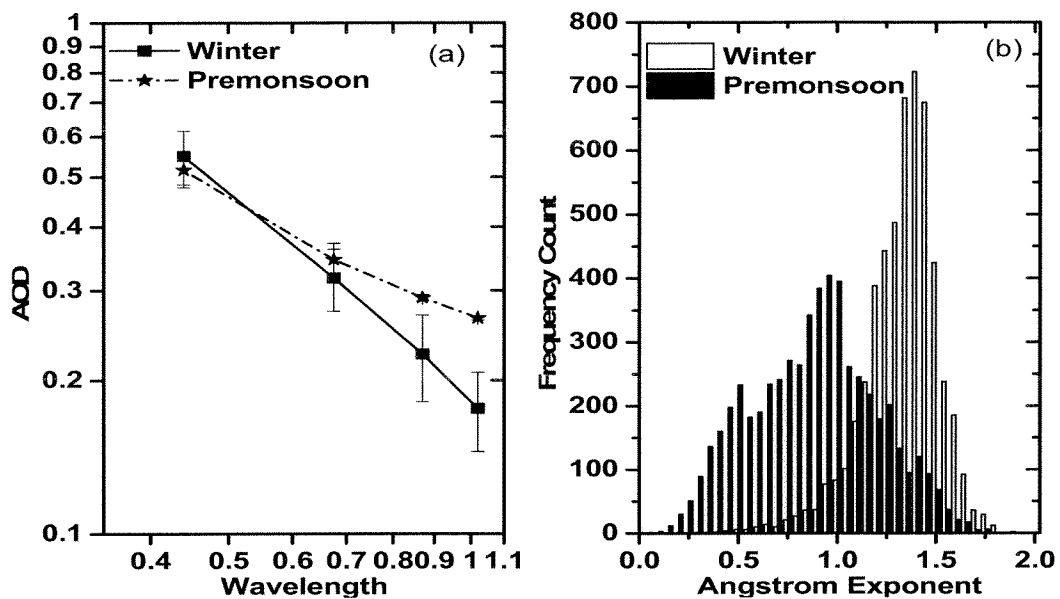 1
0.9
0.8
0.7
0.6
0.5
0.4
0.3
0.2
0.1
AOD
Winter
Premonsoon
(a)
0.4 0.5 0.6 0.7 0.8 0.9 1 1.1
Wavelength
800
700
600
500
400
300
200
100
0
Frequency Count
Winter
Premonsoon
(b)
0.0 0.5 1.0 1.5 2.0
Angstrom Exponent